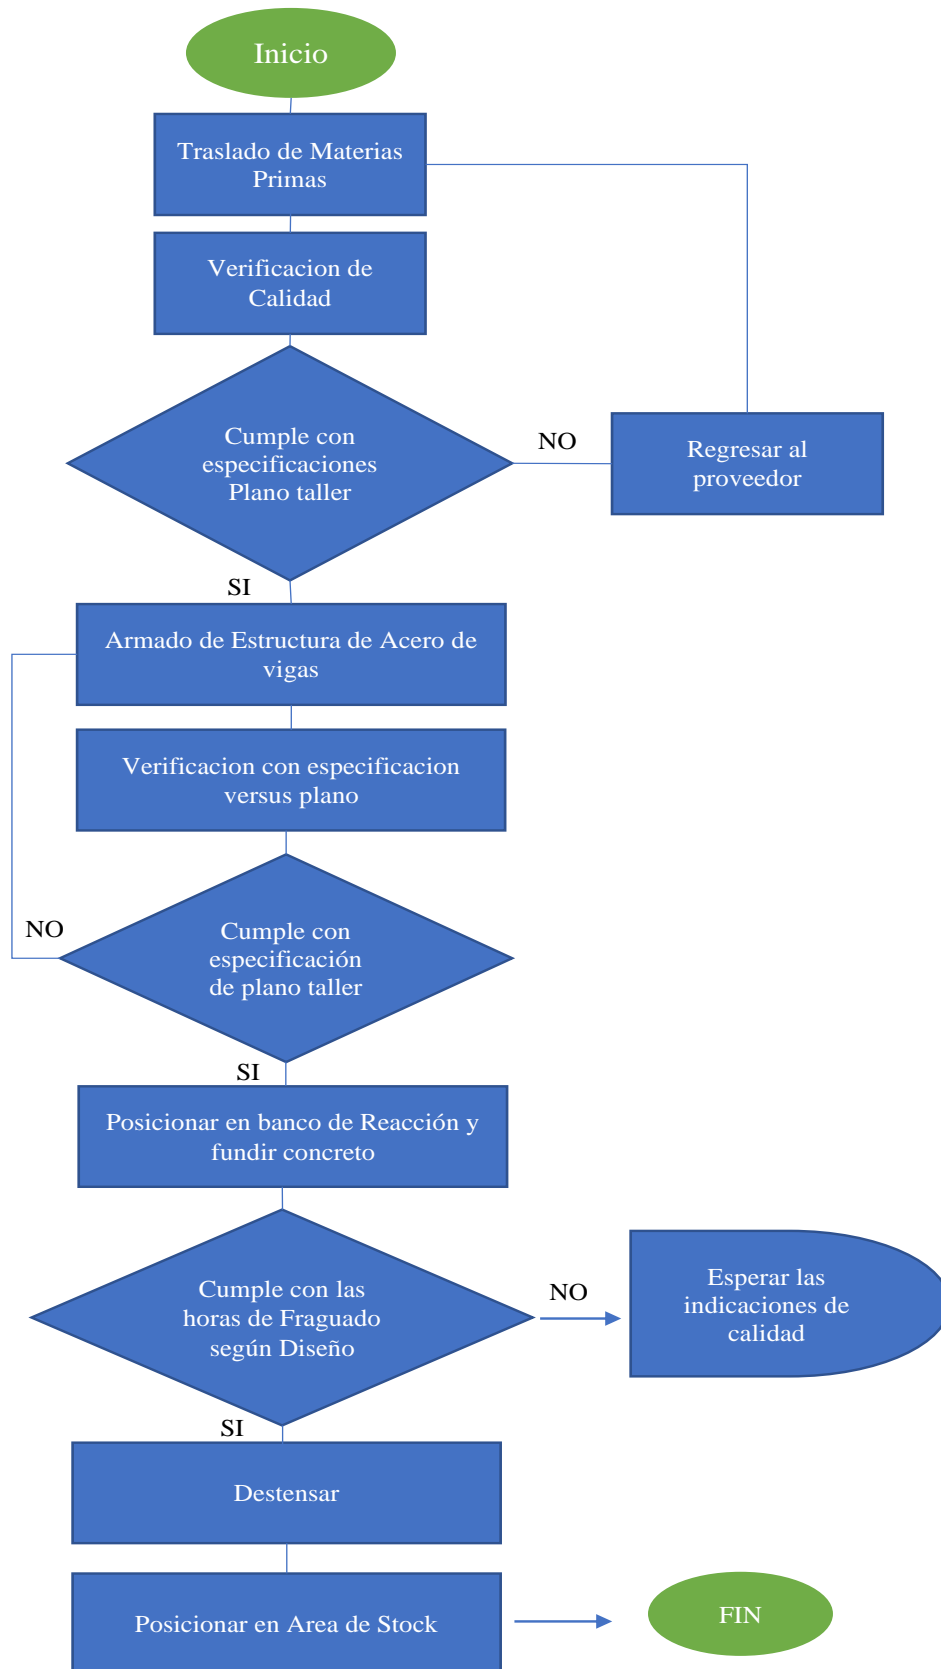 Inicio
Traslado de Materias
Primas
Verificacion de
Calidad
Cumple con
especificaciones
Plano taller
NO
Regresar al
proveedor
SI
Armado de Estructura de Acero de
vigas
Verificacion con especificacion
versus plano
NO
Cumple con
especificación
de plano taller
SI
Posicionar en banco de Reacción y
fundir concreto
Cumple con las
horas de Fraguado
según Diseño
NO
Esperar las
indicaciones de
calidad
SI
Destensar
Posicionar en Area de Stock
FIN